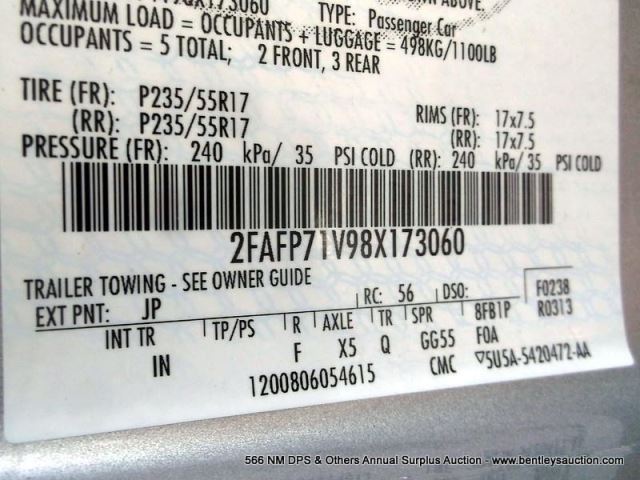 173060
TYPE: Passenger Car
MAXIMUM LOAD = OCCUPANTS + LUGGAGE = 498KG/1100LB
OCCUPANTS = 5 TOTAL; 2 FRONT, 3 REAR
TIRE (FR): P235/55R17 RIMS (FR): 17x7.5
(RR): P235/55R17 (RR): 17x7.5
PRESSURE (FR): 240 kPa/ 35 PSI COLD (RR): 240 kPa/ 35 PSI COLD
2FAFP71V98X173060
TRAILER TOWING - SEE OWNER GUIDE
EXT PNT: JP RC: 56 DSO: F0238
R0313
INT TR TP/PS R AXLE TR SPR 8FB1P
IN F X5 Q GG55 F0A
1200806054615 CMC 5U5A-5420472-AA
566 NM DPS & Others Annual Surplus Auction - www.bentleysauction.com